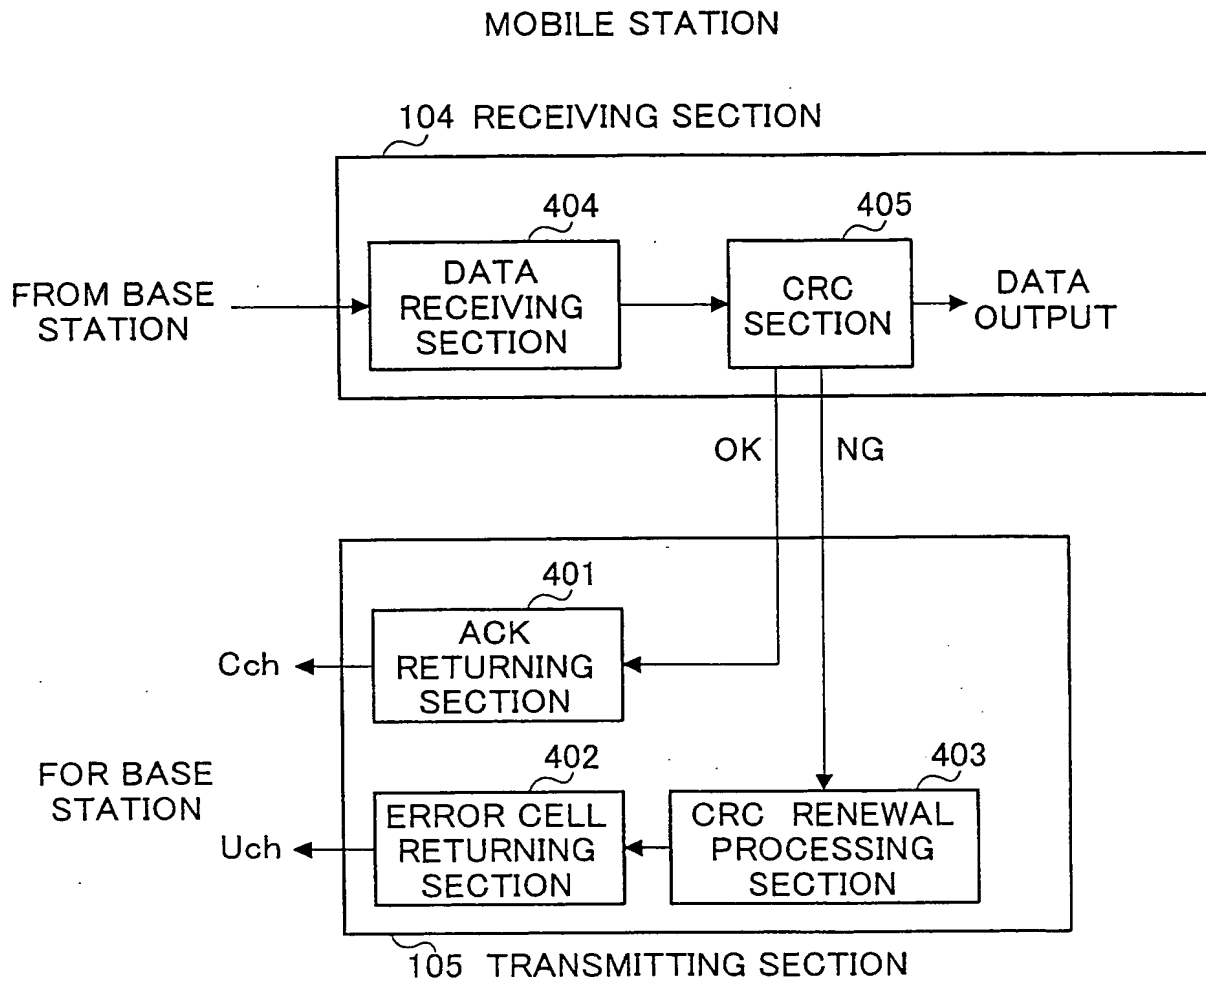 MOBILE STATION
104 RECEIVING SECTION
404
405
DATA
RECEIVING
SECTION
CRC
SECTION
DATA
OUTPUT
FROM BASE
STATION
OK
NG
401
ACK
RETURNING
SECTION
Cch
FOR BASE
STATION
402
403
ERROR CELL
RETURNING
SECTION
CRC RENEWAL
PROCESSING
SECTION
Uch
105 TRANSMITTING SECTION